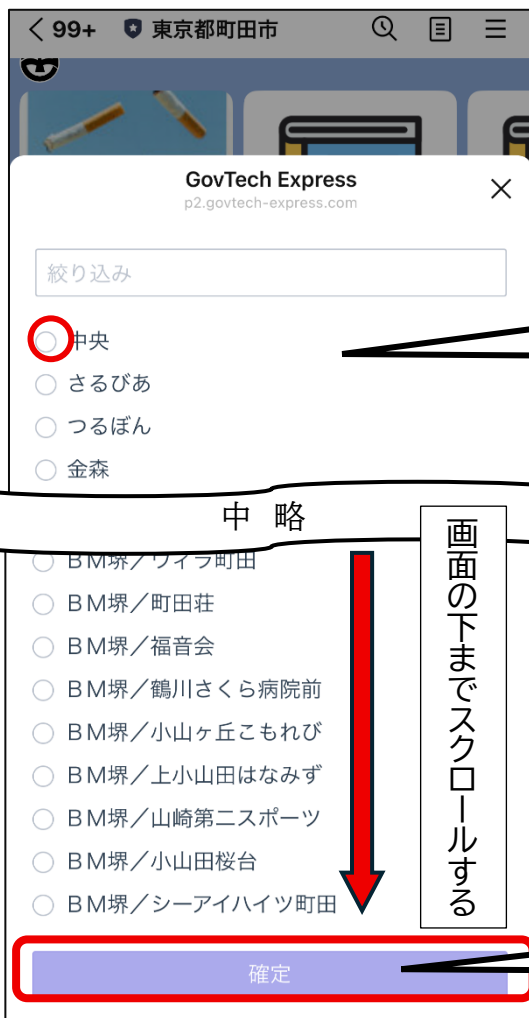 99+ 東京都町田市
GovTech Express
p2.govtech-express.com
絞り込み
中央
さるびあ
つるぼん
金森
中 略
BM堺／ヴィラ町田
BM堺／町田荘
BM堺／福音会
BM堺／鶴川さくら病院前
BM堺／小山ヶ丘こもれび
BM堺／上小山田はなみず
BM堺／山崎第二スポーツ
BM堺／小山田桜台
BM堺／シーアイハイツ町田
画面の下までスクロールする
確定